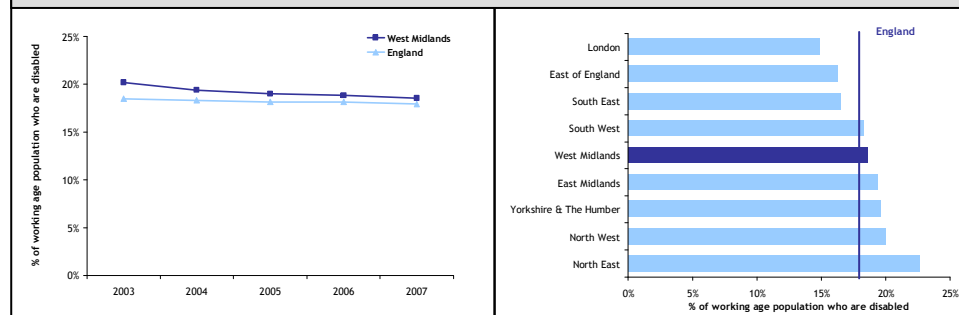 % of working age population who are disabled
25%
20%
15%
10%
5%
0%
2003 2004 2005 2006 2007
West Midlands
England
England
London
East of England
South East
South West
West Midlands
East Midlands
Yorkshire & The Humber
North West
North East
0% 5% 10% 15% 20% 25%
% of working age population who are disabled